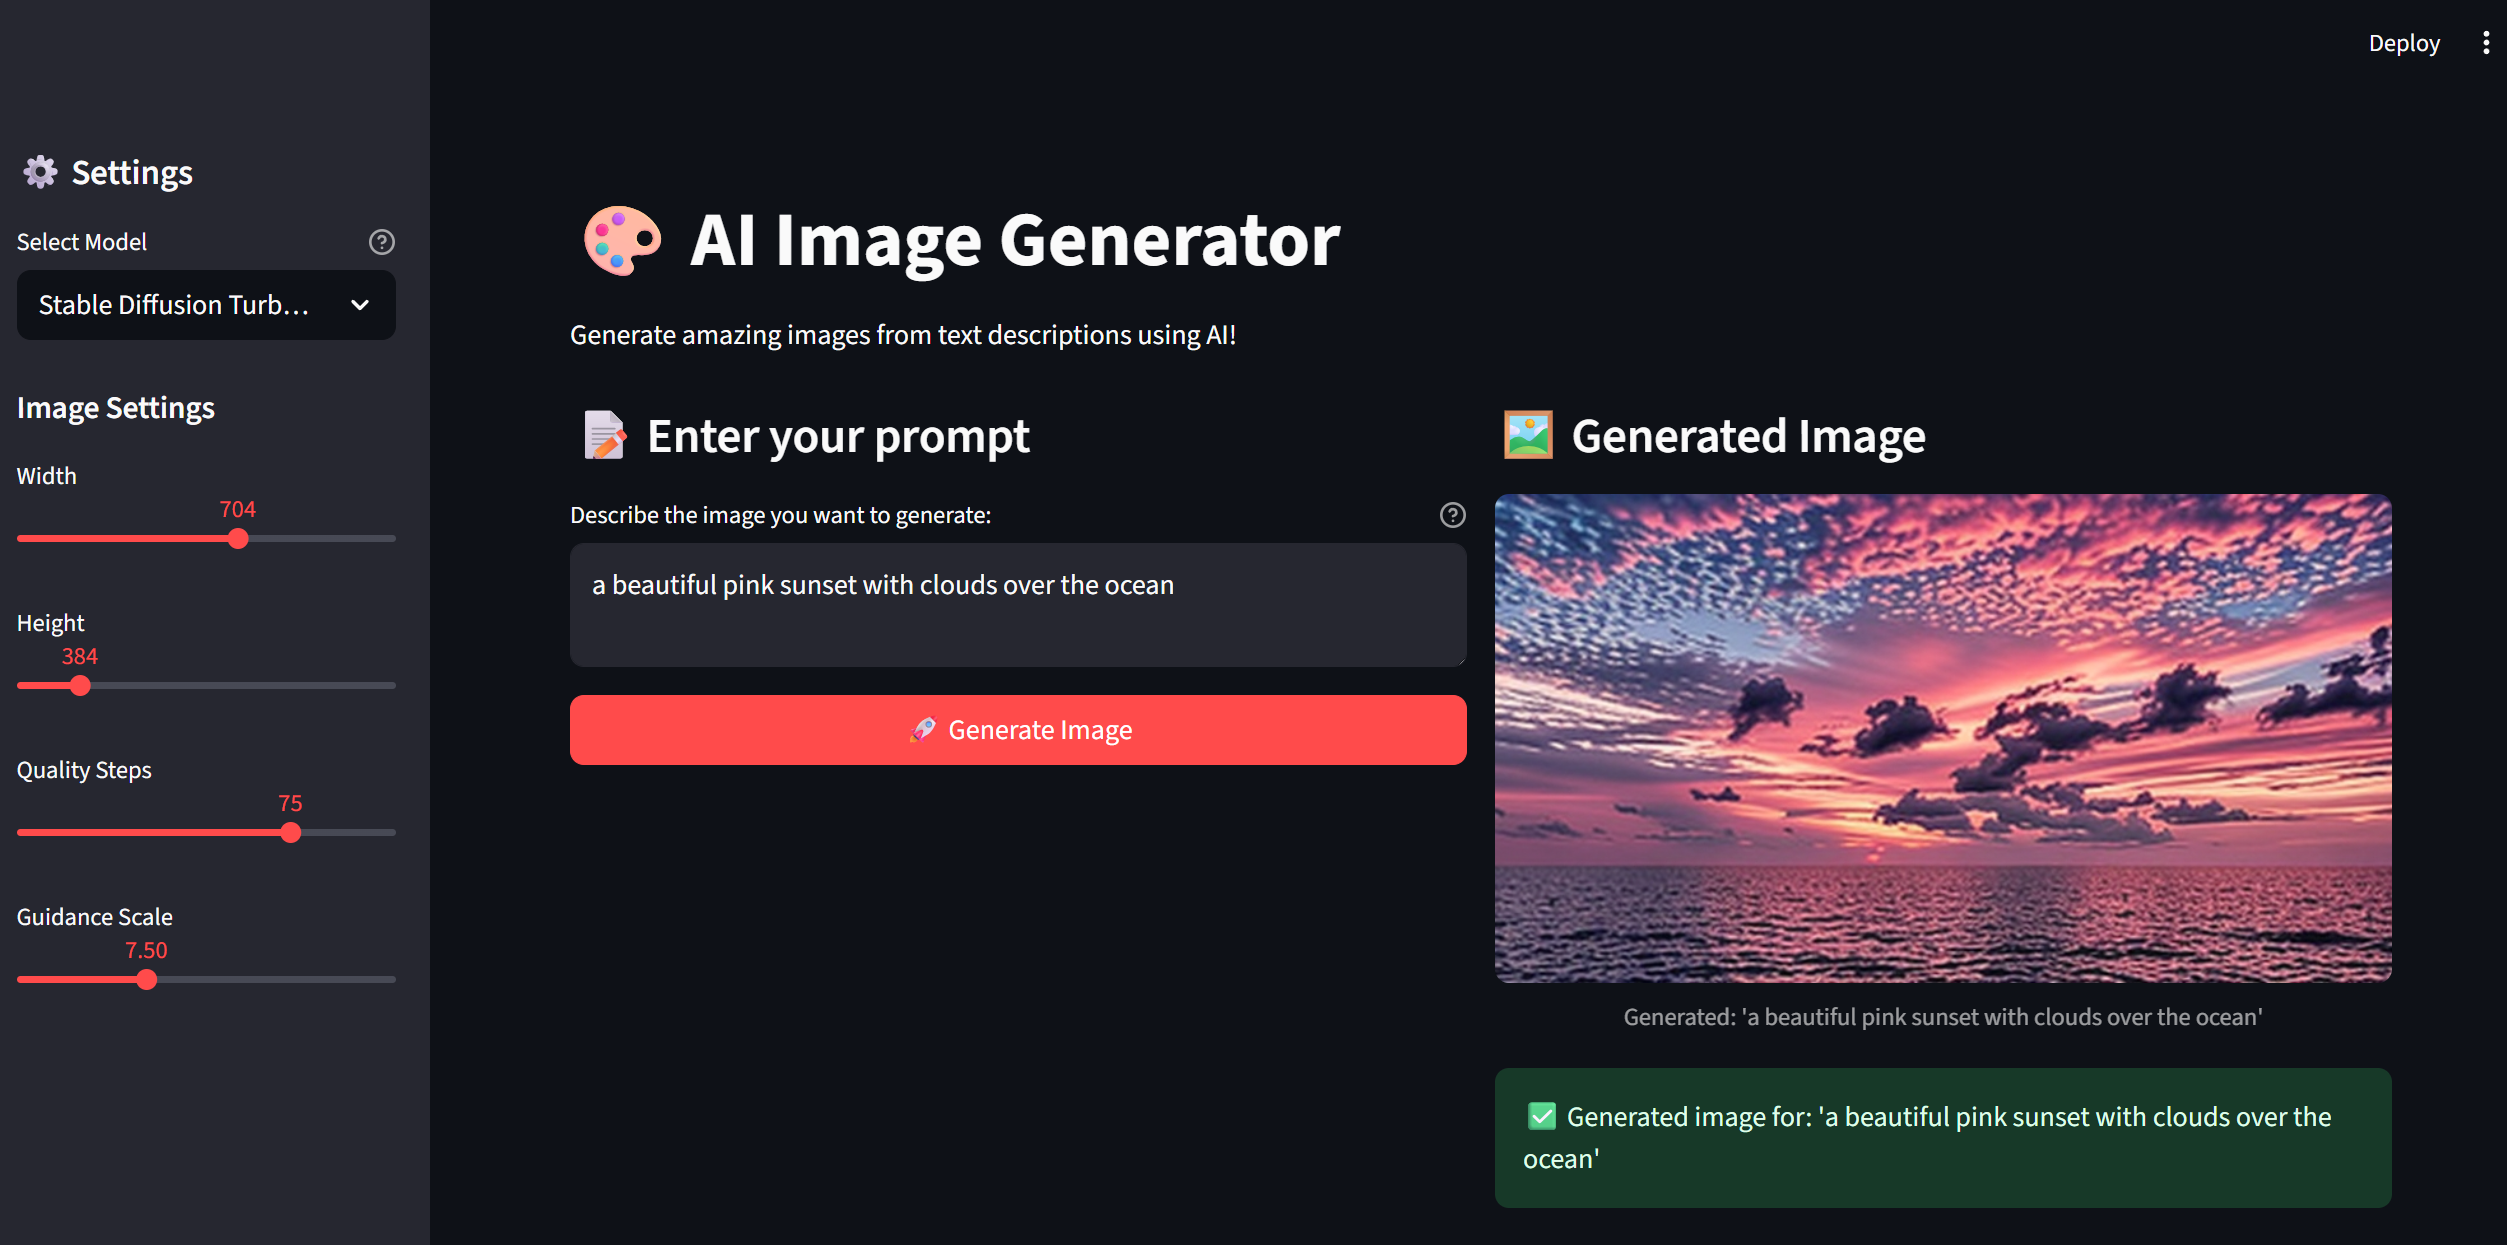 Deploy
Settings
Select Model
Stable Diffusion Turb...
Image Settings
Width
704
Height
384
Quality Steps
75
Guidance Scale
7.50
AI Image Generator
Generate amazing images from text descriptions using AI!
Enter your prompt
Describe the image you want to generate:
a beautiful pink sunset with clouds over the ocean
Generate Image
Generated Image
Generated: 'a beautiful pink sunset with clouds over the ocean'
Generated image for: 'a beautiful pink sunset with clouds over the
ocean'